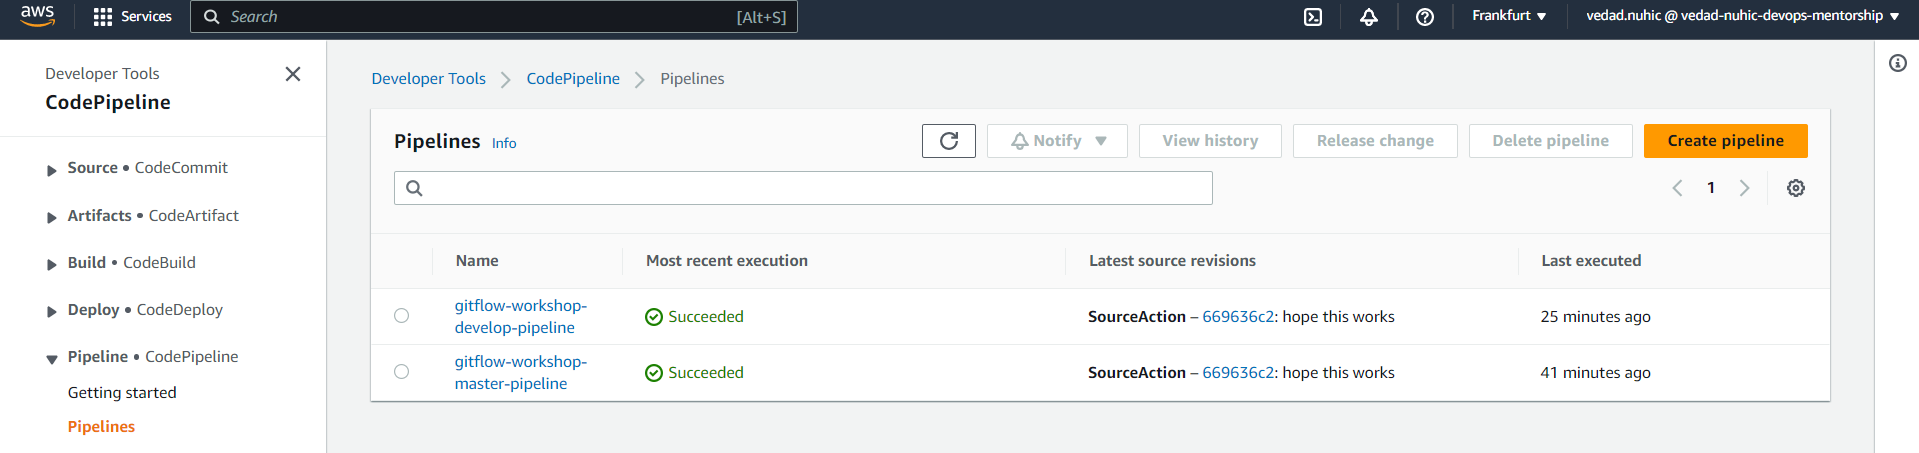 aws Services Search [Alt+S] Frankfurt vedad.nuhic @ vedad-nuhic-devops-mentorship
Developer Tools
CodePipeline
Source • CodeCommit
Artifacts • CodeArtifact
Build • CodeBuild
Deploy • CodeDeploy
Pipeline • CodePipeline
Getting started
Pipelines
Developer Tools CodePipeline Pipelines
Pipelines Info Notify View history Release change Delete pipeline Create pipeline
1
Name Most recent execution Latest source revisions Last executed
gitflow-workshop-
develop-pipeline
Succeeded SourceAction – 669636c2: hope this works 25 minutes ago
gitflow-workshop-
master-pipeline
Succeeded SourceAction – 669636c2: hope this works 41 minutes ago